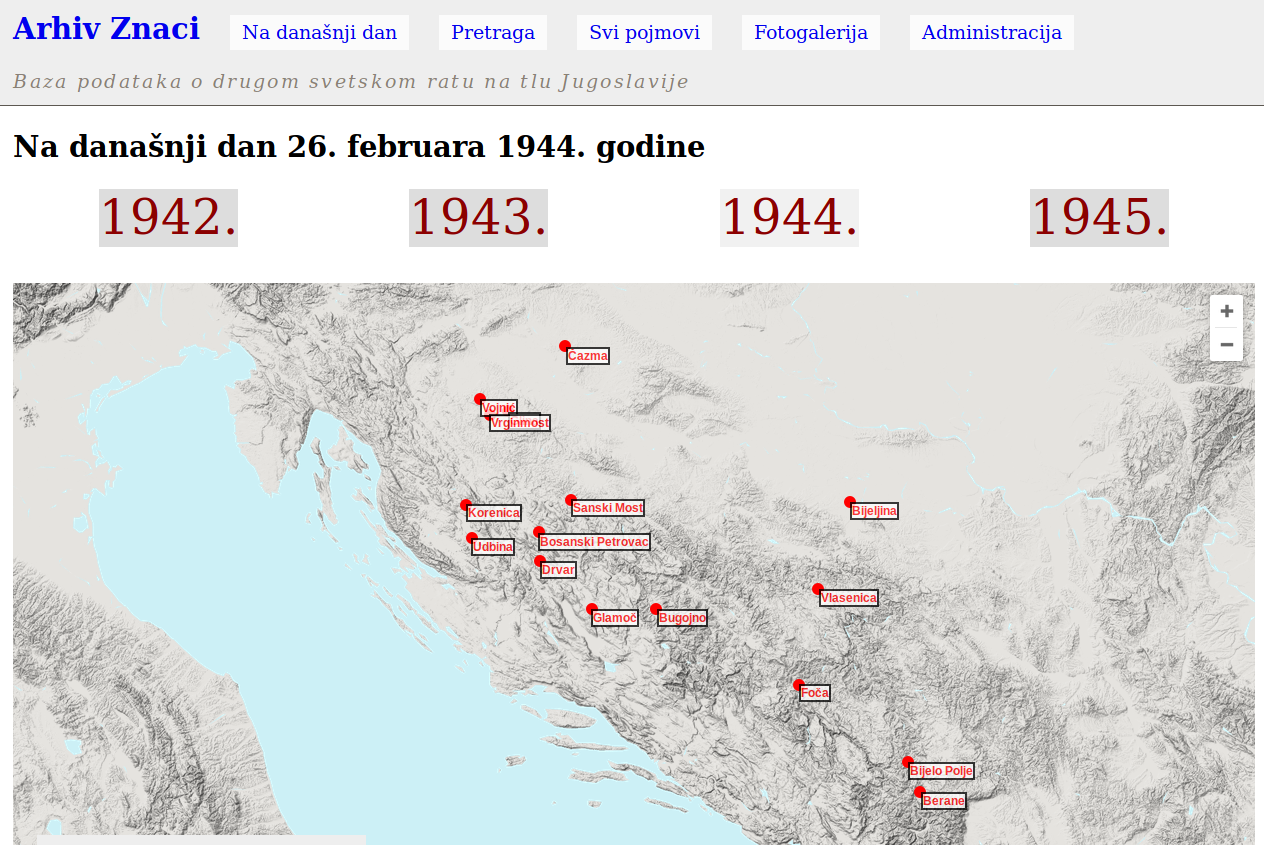 Arhiv Znaci Na današnji dan Pretraga Svi pojmovi Fotogalerija Administracija
Baza podataka o drugom svetskom ratu na tlu Jugoslavije
Na današnji dan 26. februara 1944. godine
1942. 1943. 1944. 1945.
+
−
Čazma
Vojnić
Vrginmost
Sanski Most
Korenica
Bijeljina
Bosanski Petrovac
Udbina
Drvar
Vlasenica
Glamoč Bugojno
Foča
Bijelo Polje
Berane